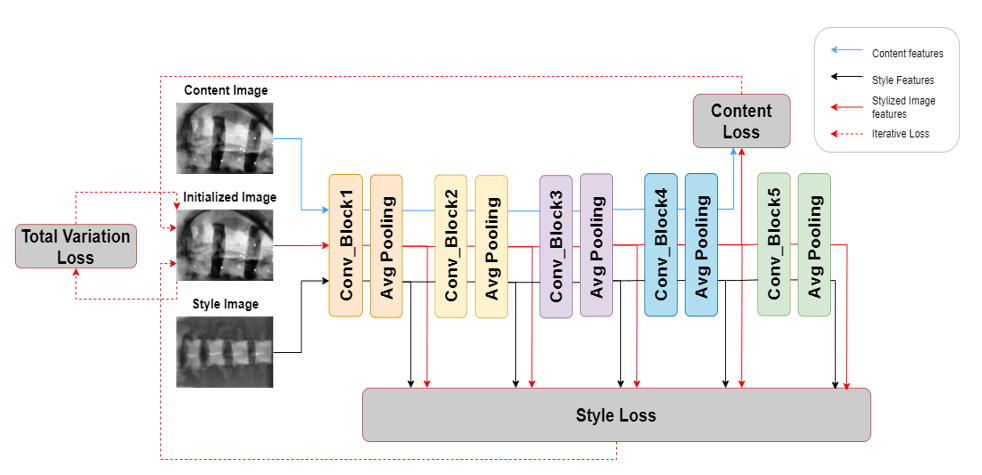 Content Image
Initialized Image
Style Image
Total Variation
Loss
Conv_Block1
Avg Pooling
Conv_Block2
Avg Pooling
Conv_Block3
Avg Pooling
Conv_Block4
Avg Pooling
Conv_Block5
Avg Pooling
Content
Loss
Style Loss
Content features
Style Features
Stylized Image
features
Iterative Loss